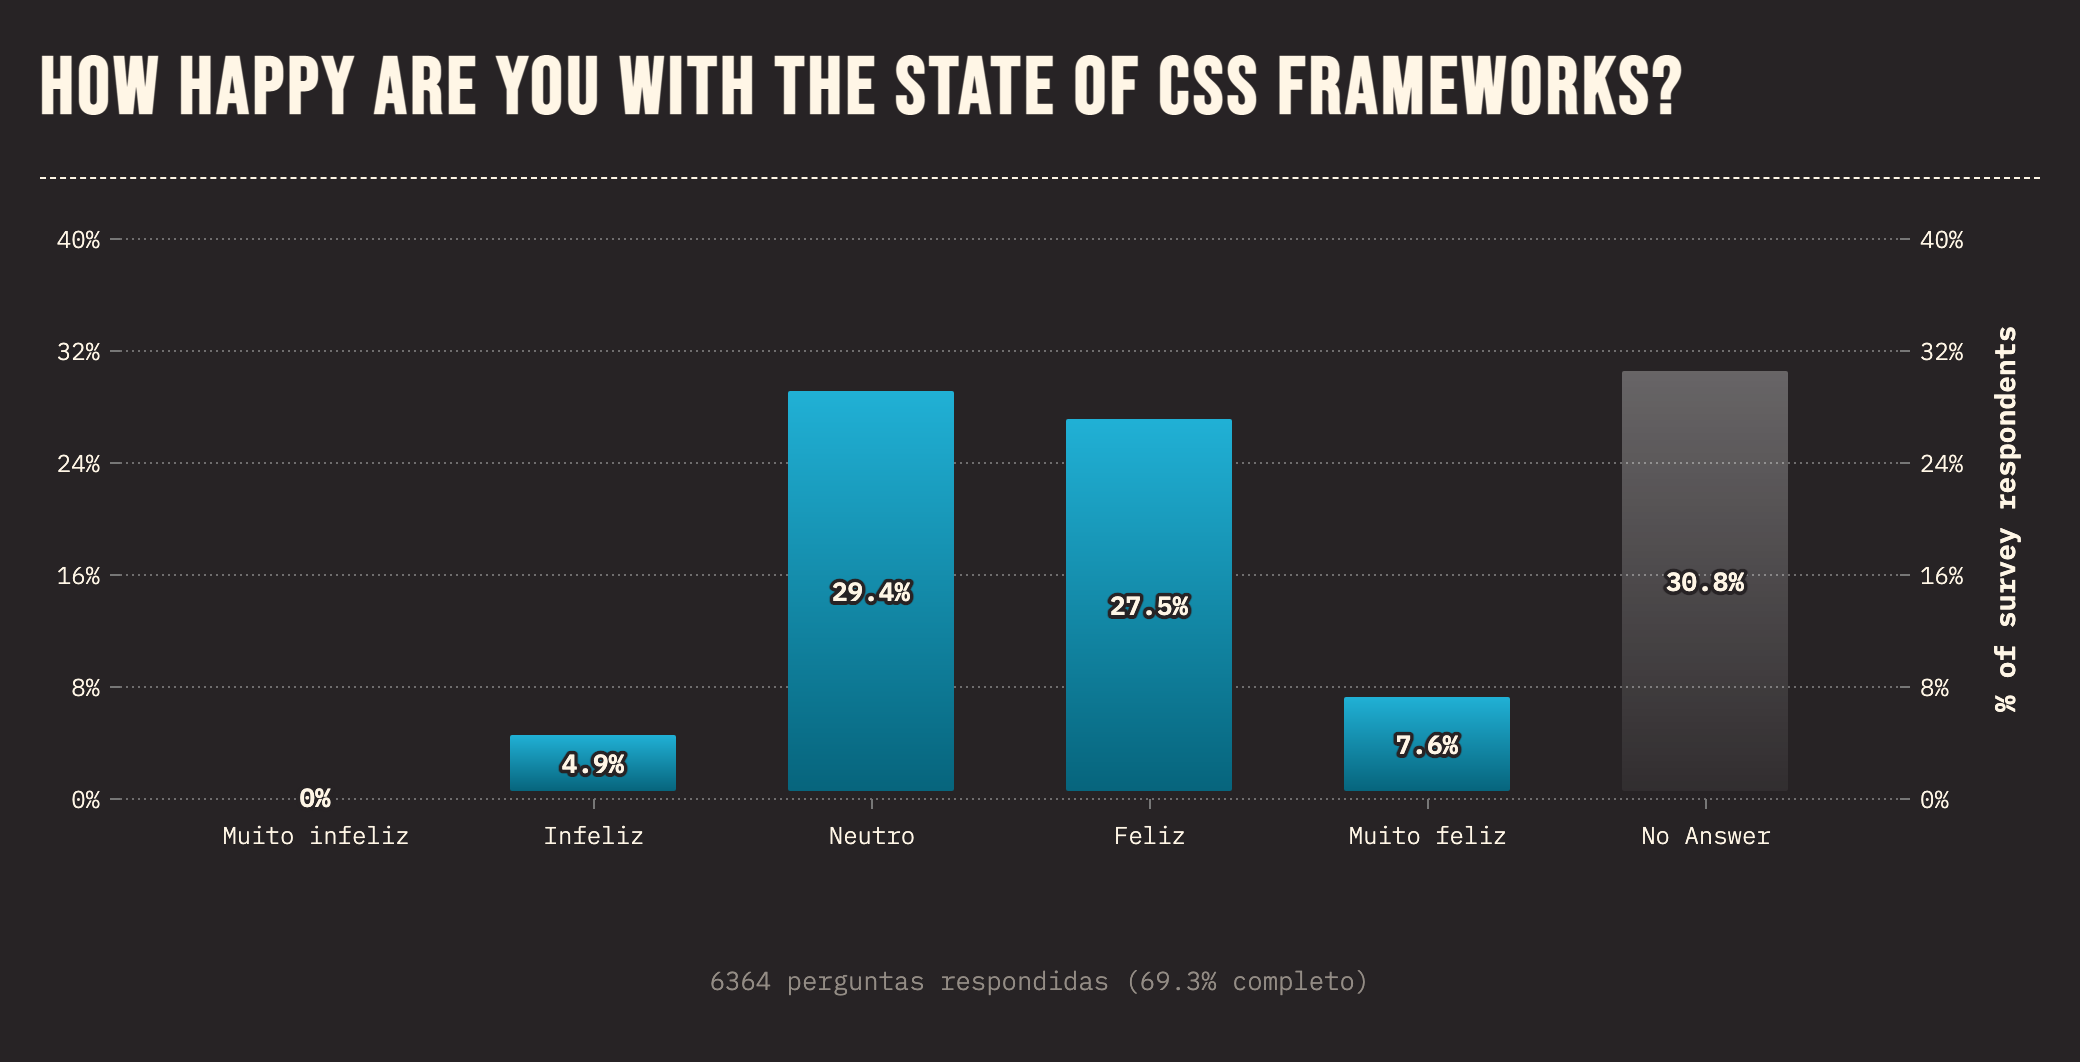 HOW HAPPY ARE YOU WITH THE STATE OF CSS FRAMEWORKS?
40%
40%
32%
32%
24%
24%
16%
16%
8%
8%
0%
0%
% of survey respondents
0%
4.9%
29.4%
27.5%
7.6%
30.8%
Muito infeliz
Infeliz
Neutro
Feliz
Muito feliz
No Answer
6364 perguntas respondidas (69.3% completo)